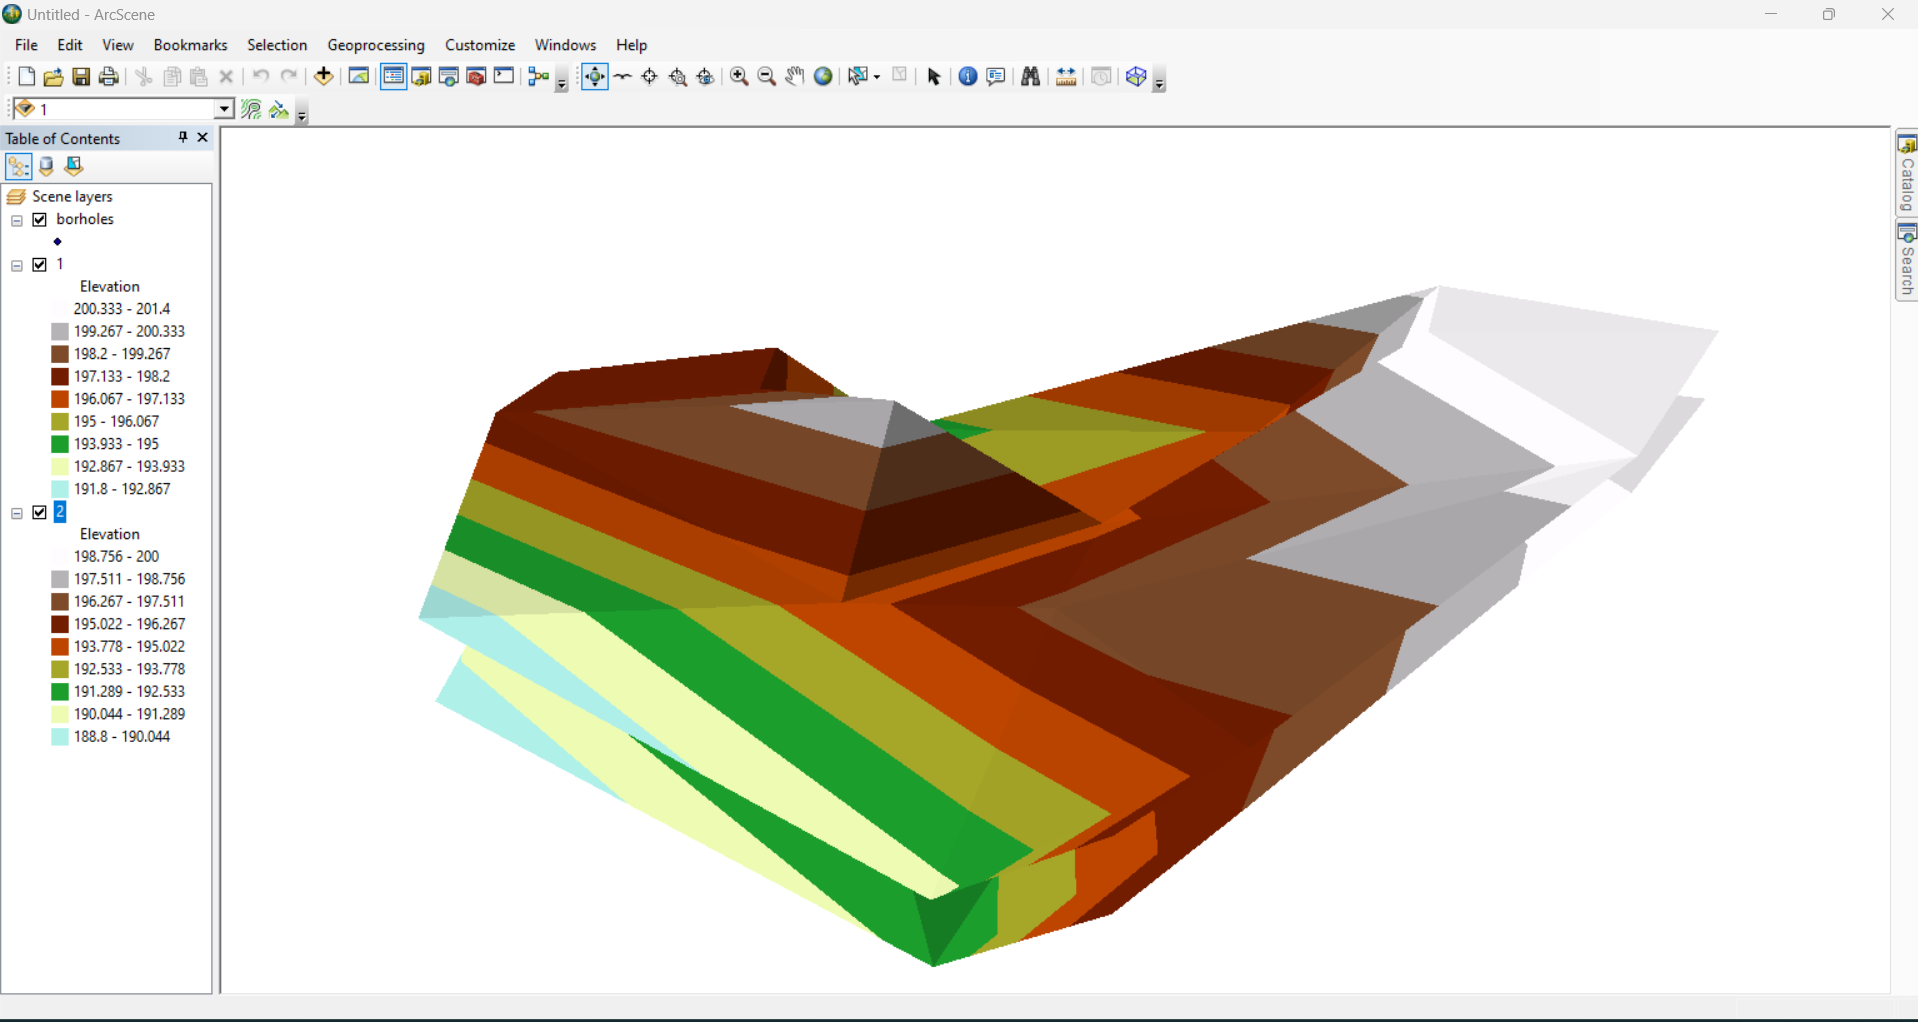 Untitled - ArcScene
File Edit View Bookmarks Selection Geoprocessing Customize Windows Help
1
Table of Contents
Scene layers
borholes
1
Elevation
200.333 - 201.4
199.267 - 200.333
198.2 - 199.267
197.133 - 198.2
196.067 - 197.133
195 - 196.067
193.933 - 195
192.867 - 193.933
191.8 - 192.867
2
Elevation
198.756 - 200
197.511 - 198.756
196.267 - 197.511
195.022 - 196.267
193.778 - 195.022
192.533 - 193.778
191.289 - 192.533
190.044 - 191.289
188.8 - 190.044
Catalog
Search